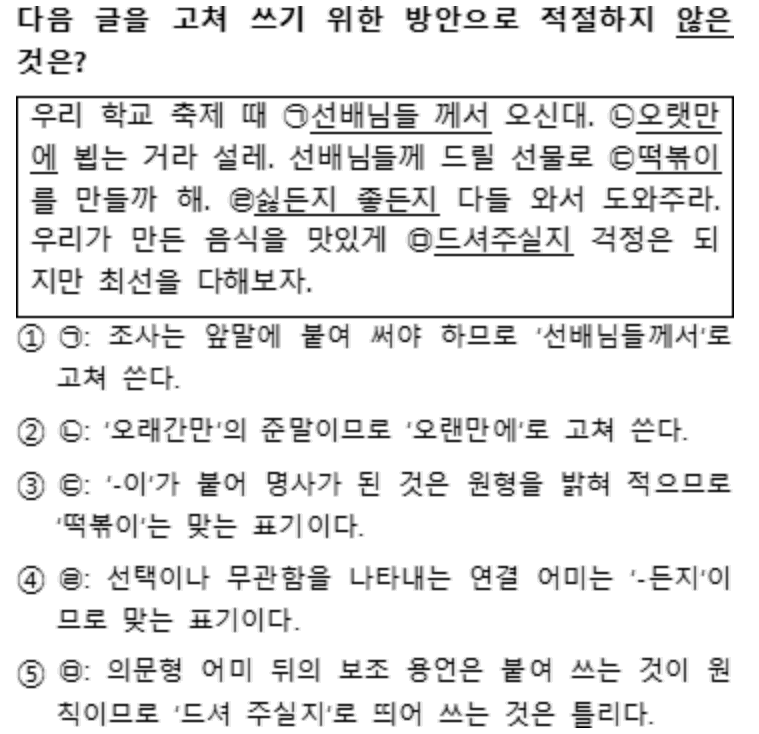 다음 글을 고쳐 쓰기 위한 방안으로 적절하지 않은
것은?
우리 학교 축제 때 ㉠선배님들 께서 오신대. ㉡오랫만
에 뵙는 거라 설레. 선배님들께 드릴 선물로 ㉢떡볶이
를 만들까 해. ㉣싫든지 좋든지 다들 와서 도와주라.
우리가 만든 음식을 맛있게 ㉤드셔주실지 걱정은 되
지만 최선을 다해보자.
① ㉠: 조사는 앞말에 붙여 써야 하므로 ‘선배님들께서’로
고쳐 쓴다.
② ㉡: ‘오래간만’의 준말이므로 ‘오랜만에’로 고쳐 쓴다.
③ ㉢: ‘-이’가 붙어 명사가 된 것은 원형을 밝혀 적으므로
‘떡볶이’는 맞는 표기이다.
④ ㉣: 선택이나 무관함을 나타내는 연결 어미는 ‘-든지’이
므로 맞는 표기이다.
⑤ ㉤: 의문형 어미 뒤의 보조 용언은 붙여 쓰는 것이 원
칙이므로 ‘드셔 주실지’로 띄어 쓰는 것은 틀리다.